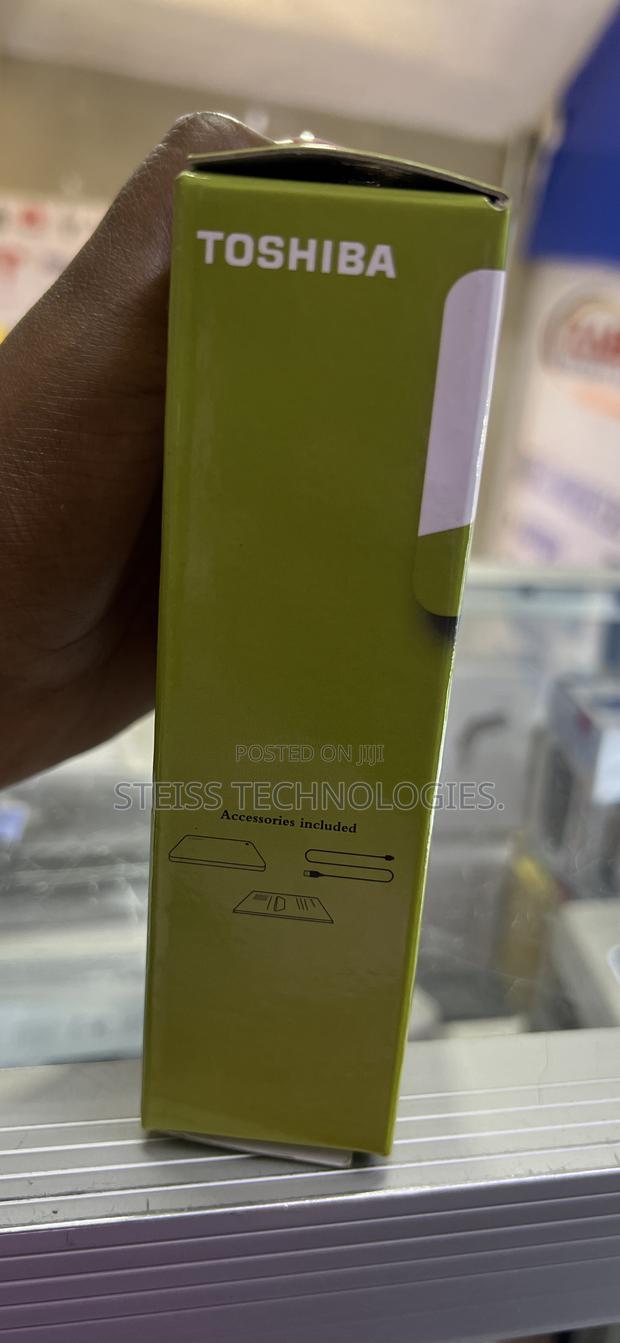 TOSHIBA
POSTED ON JIJI
STEISS TECHNOLOGIES.
Accessories included